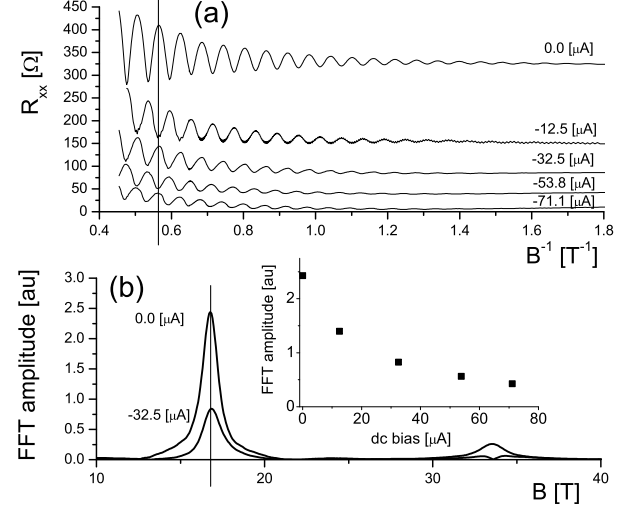 (a)
450
400
350
300
250
200
150
100
50
0
Rxx [Ω]
0.0 [μA]
-12.5 [μA]
-32.5 [μA]
-53.8 [μA]
-71.1 [μA]
0.4 0.6 0.8 1.0 1.2 1.4 1.6 1.8
B⁻¹ [T⁻¹]
(b)
3.0
2.5
2.0
1.5
1.0
0.5
0.0
FFT amplitude [au]
0.0 [μA]
-32.5 [μA]
2
1
0
FFT amplitude [au]
0 20 40 60 80
dc bias [μA]
10 20 30 40
B [T]